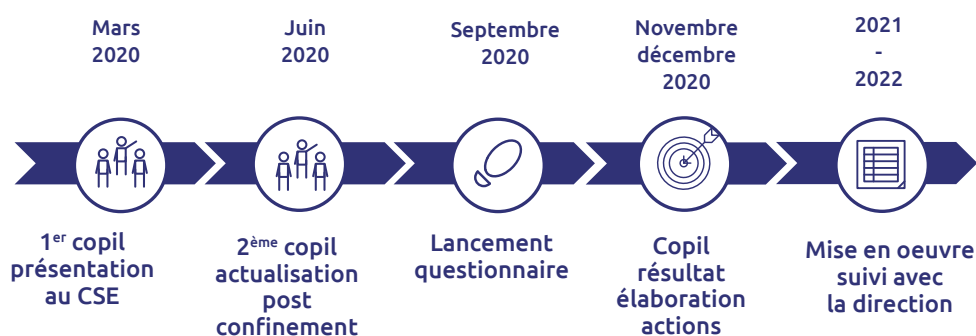 Mars
2020
Juin
2020
Septembre
2020
Novembre
décembre
2020
2021
-
2022
1er copil
présentation
au CSE
2ème copil
actualisation
post
confinement
Lancement
questionnaire
Copil
résultat
élaboration
actions
Mise en oeuvre
suivi avec
la direction